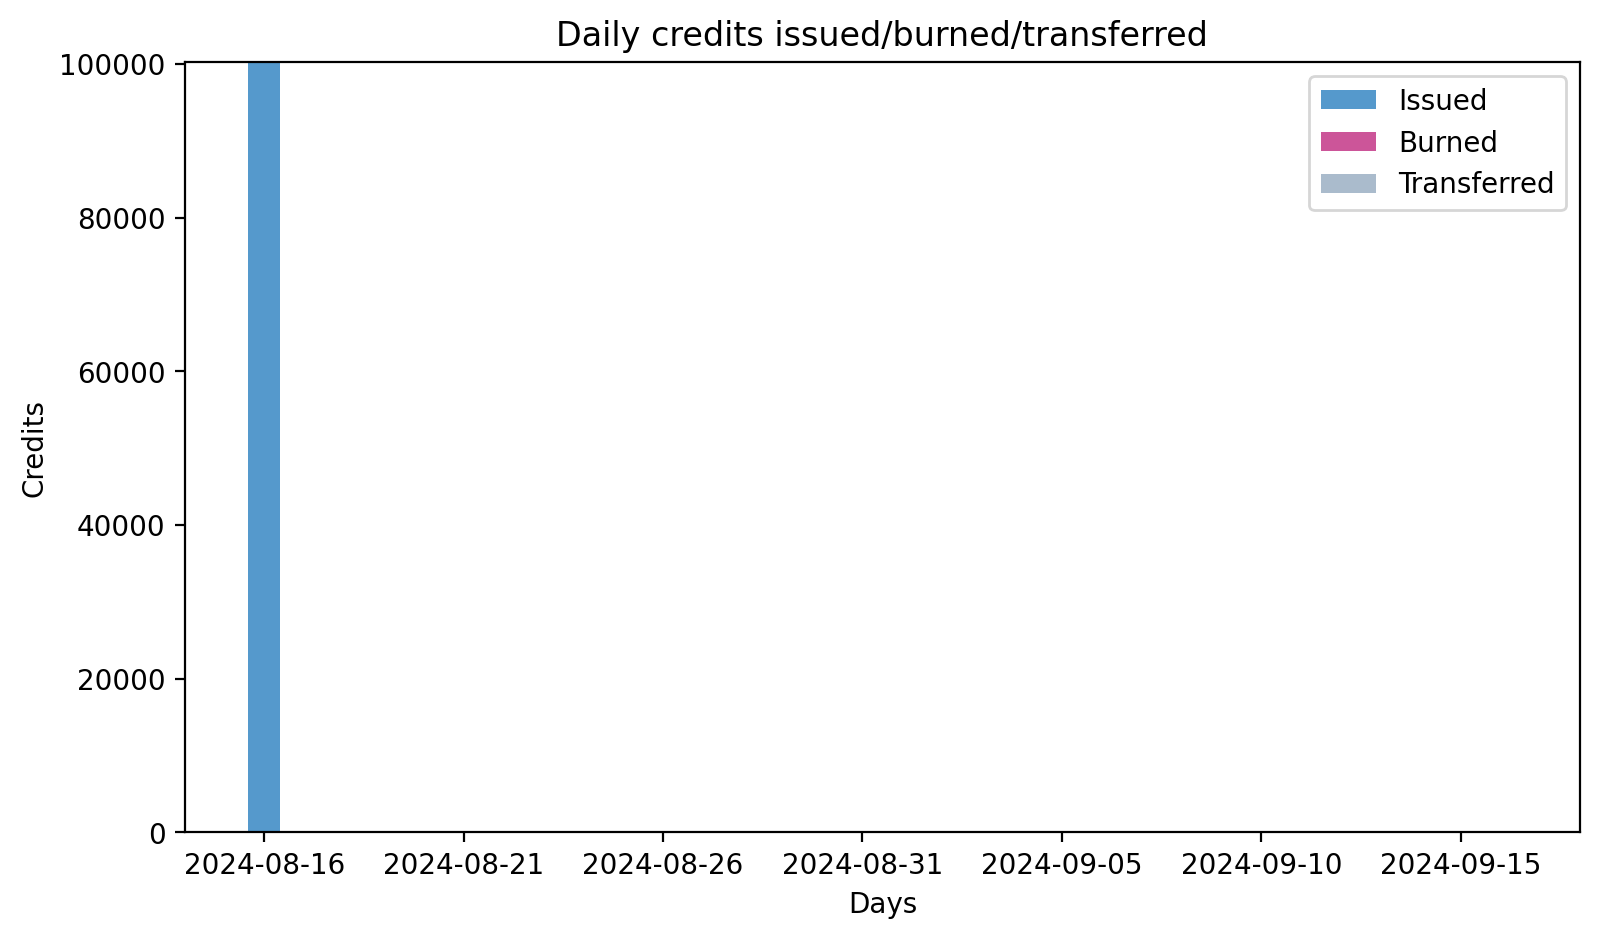 Daily credits issued/burned/transferred
100000
80000
60000
40000
20000
0
Credits
Issued
Burned
Transferred
2024-08-16 2024-08-21 2024-08-26 2024-08-31 2024-09-05 2024-09-10 2024-09-15
Days